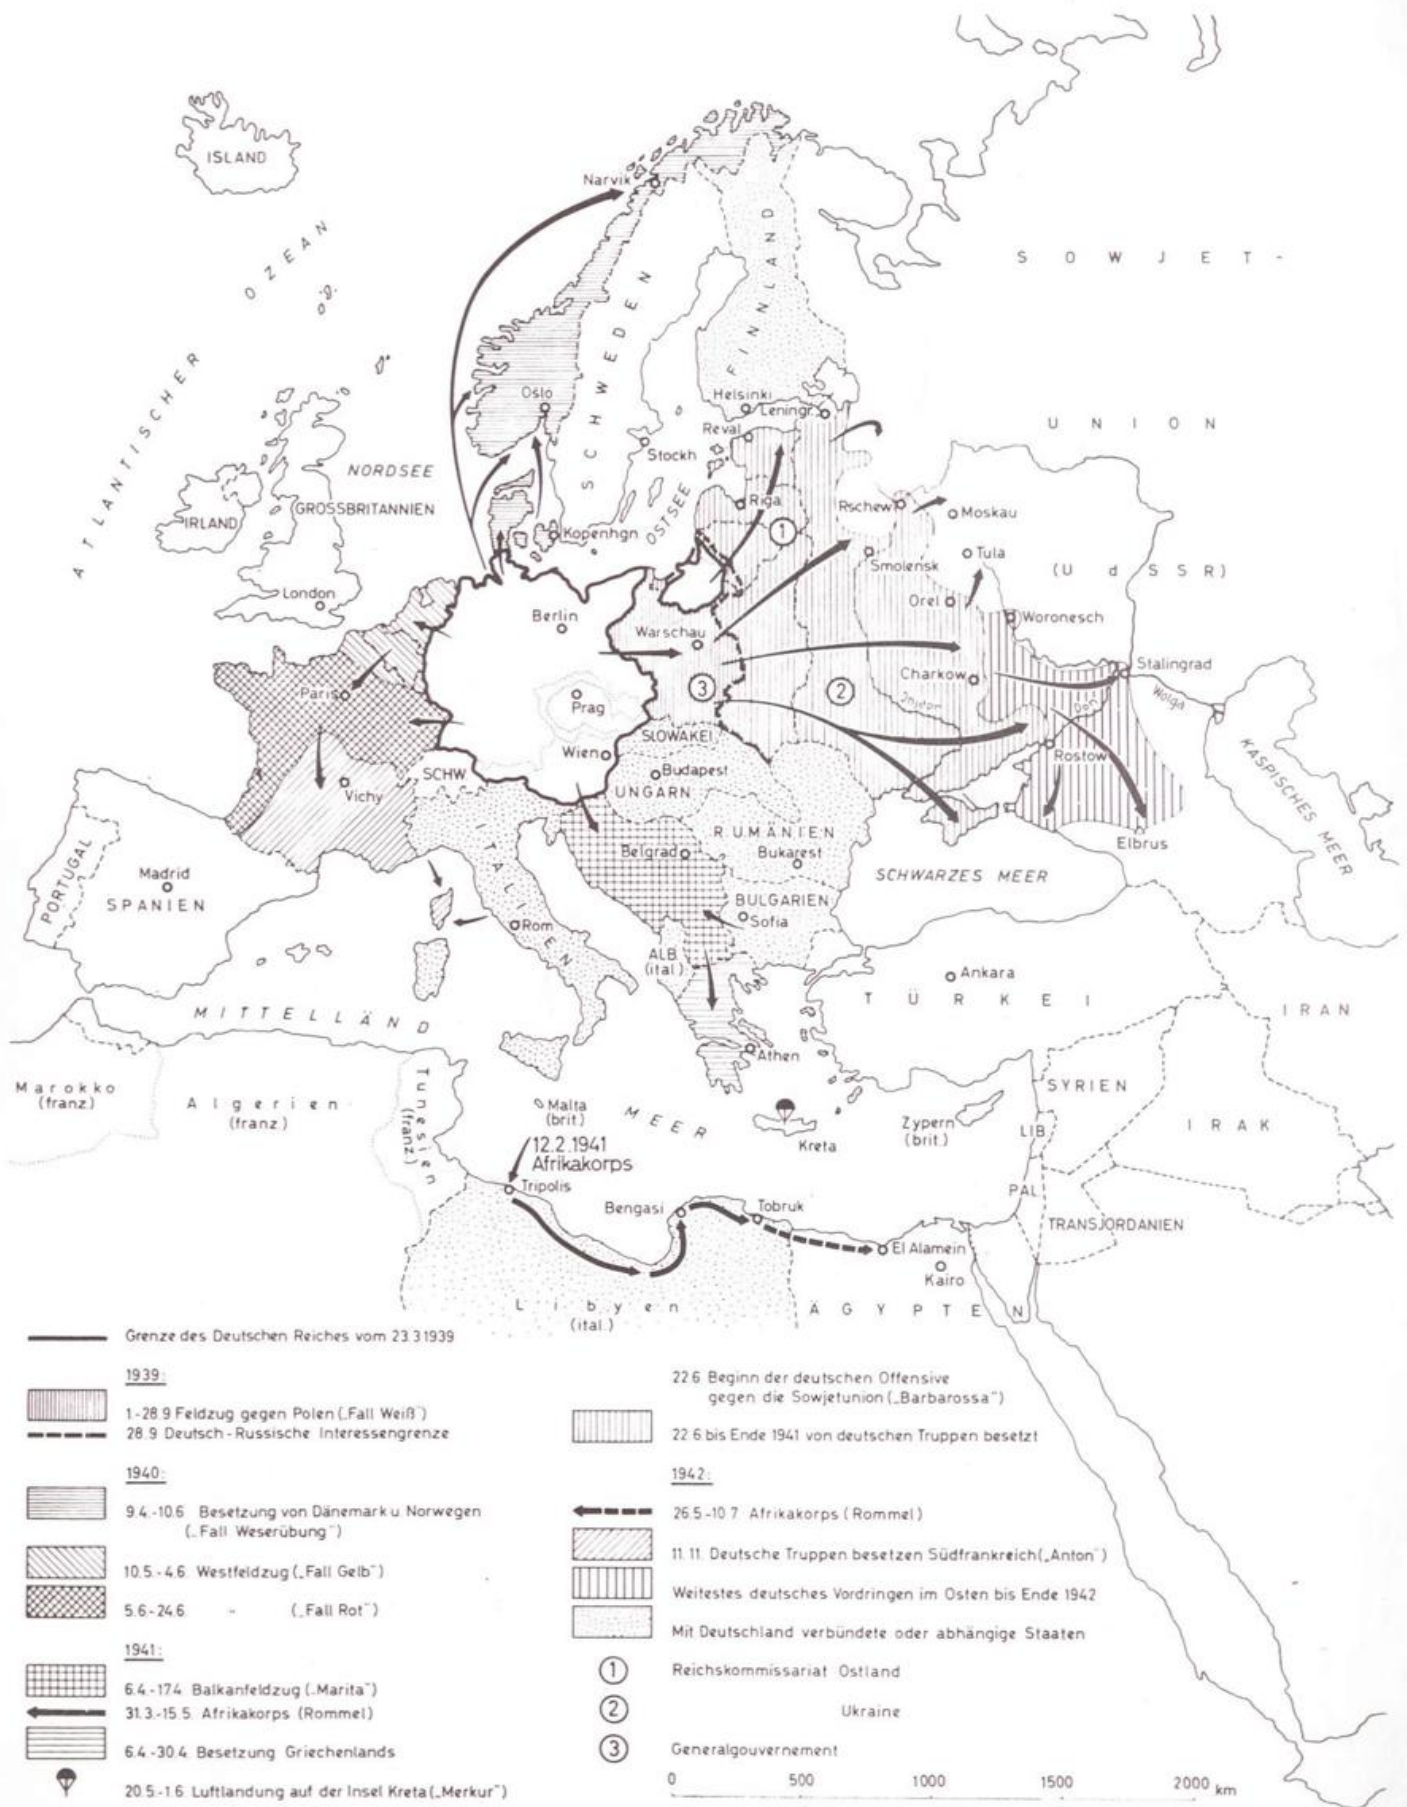 ISLAND
Narvik
ATLANTISCHER OZEAN
SOWJET-
FINNLAND
SCHWEDEN
Oslo
Helsinki
Leningr.
Reval
UNION
Stockh
NORDSEE
OSTSEE
Riga
Rschew
Moskau
GROSSBRITANNIEN
IRLAND
1
Kopenhgn
Tula
Smolensk
(UdSSR)
London
Orel
Berlin
Woronesch
Warschau
Stalingrad
Charkow
Paris
3
2
Wolga
Prag
Dnjepr
Don
SLOWAKEI
Wien
Rostow
KASPISCHES MEER
SCHW.
Budapest
Vichy
UNGARN
ITALIEN
RUMÄNIEN
Elbrus
Belgrad
Bukarest
PORTUGAL
Madrid
SCHWARZES MEER
SPANIEN
BULGARIEN
Rom
Sofia
ALB
(ital.)
Ankara
TÜRKEI
MITTELLÄND
IRAN
Athen
Marokko
(franz.)
Algerien
(franz.)
Tunesien
(franz.)
SYRIEN
Malta
(brit.)
MEER
Zypern
(brit.)
LIB.
IRAK
Kreta
12.2.1941
Afrikakorps
Tripolis
PAL
Bengasi
Tobruk
TRANSJORDANIEN
El Alamein
Kairo
Libyen
(ital.)
ÄGYPTEN
Grenze des Deutschen Reiches vom 23.3.1939
1939:
1.-28.9 Feldzug gegen Polen („Fall Weiß")
28.9 Deutsch-Russische Interessengrenze
1940:
9.4.-10.6 Besetzung von Dänemark u. Norwegen
(„Fall Weserübung")
10.5.-4.6. Westfeldzug („Fall Gelb")
5.6-24.6. " („Fall Rot")
1941:
6.4.-17.4. Balkanfeldzug („Marita")
31.3.-15.5. Afrikakorps (Rommel)
6.4.-30.4. Besetzung Griechenlands
20.5.-1.6. Luftlandung auf der Insel Kreta („Merkur")
22.6 Beginn der deutschen Offensive
gegen die Sowjetunion („Barbarossa")
22.6 bis Ende 1941 von deutschen Truppen besetzt
1942:
26.5-10.7 Afrikakorps (Rommel)
11.11. Deutsche Truppen besetzen Südfrankreich („Anton")
Weitestes deutsches Vordringen im Osten bis Ende 1942
Mit Deutschland verbündete oder abhängige Staaten
1 Reichskommissariat Ostland
2 Ukraine
3 Generalgouvernement
0 500 1000 1500 2000 km